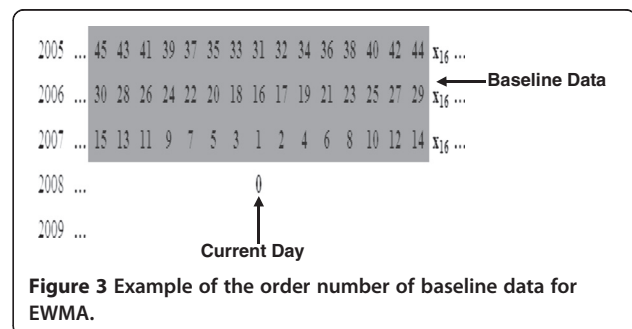 2005 ... 45 43 41 39 37 35 33 31 32 34 36 38 40 42 44 x16 ...
Baseline Data
2006 ... 30 28 26 24 22 20 18 16 17 19 21 23 25 27 29 x16 ...
2007 ... 15 13 11 9 7 5 3 1 2 4 6 8 10 12 14 x16 ...
2008 ... 0
2009 ...
Current Day
Figure 3 Example of the order number of baseline data for
EWMA.